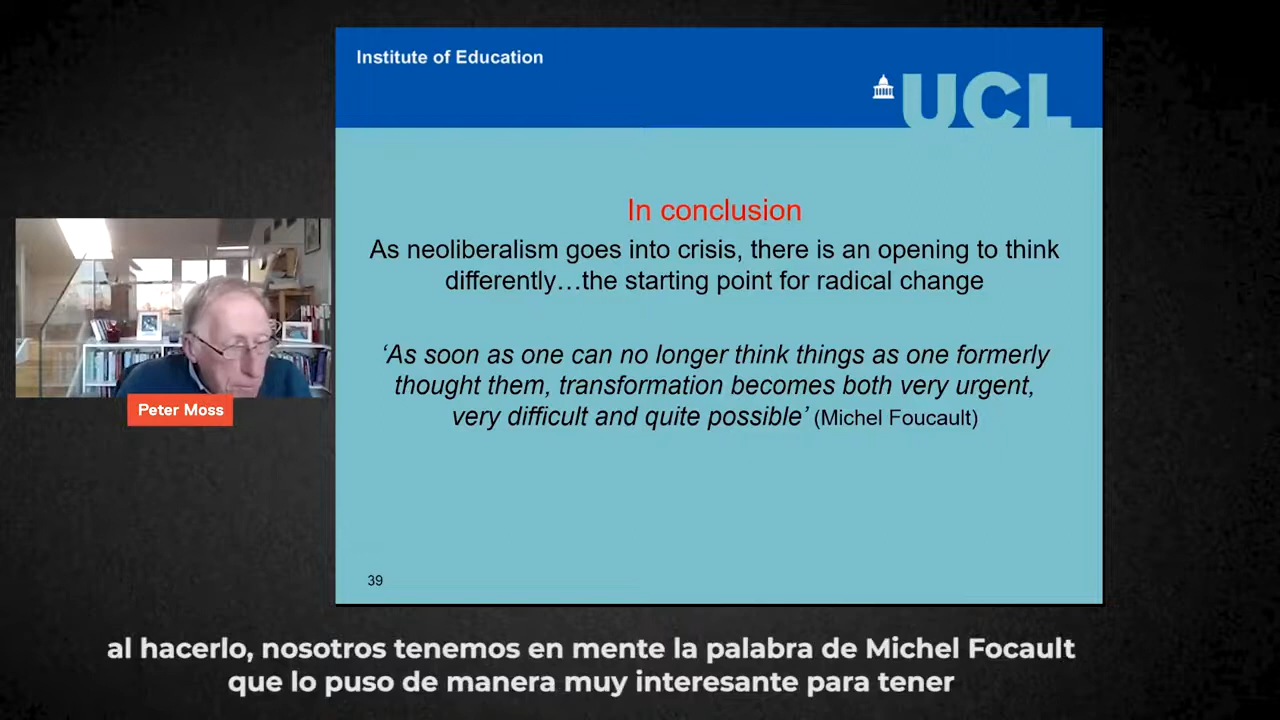 Institute of Education
UCL
In conclusion
As neoliberalism goes into crisis, there is an opening to think
differently…the starting point for radical change
‘As soon as one can no longer think things as one formerly
thought them, transformation becomes both very urgent,
very difficult and quite possible’ (Michel Foucault)
39
Peter Moss
al hacerlo, nosotros tenemos en mente la palabra de Michel Focault
que lo puso de manera muy interesante para tener